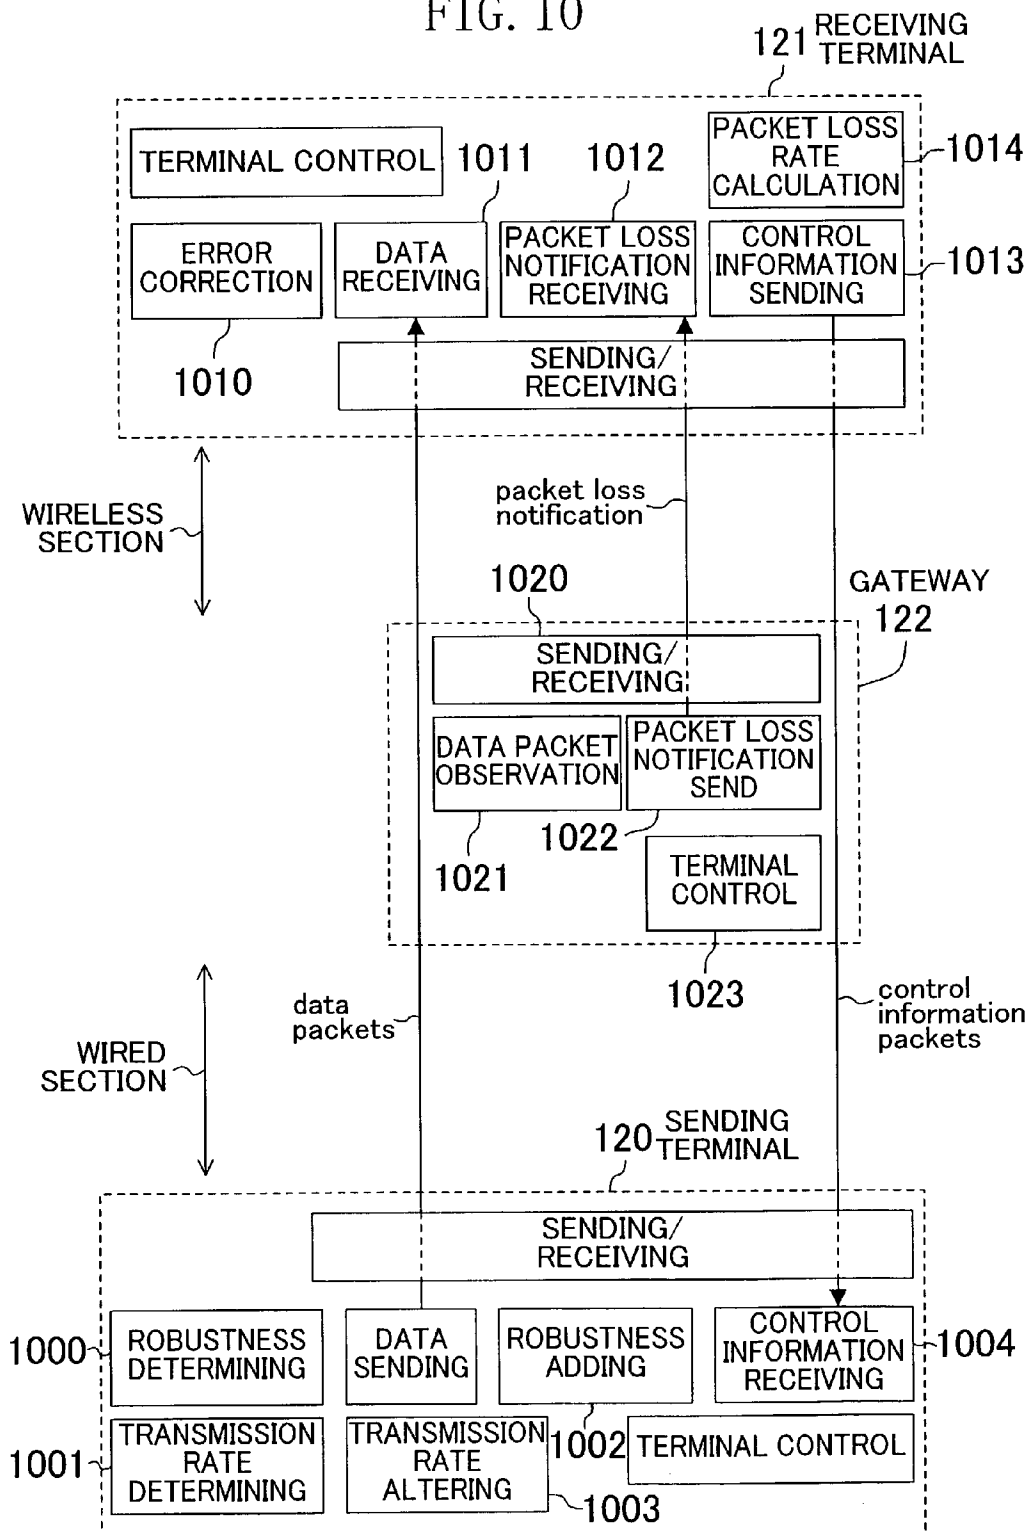 FIG. 10
121 RECEIVING
TERMINAL
TERMINAL CONTROL
1011
1012
PACKET LOSS
RATE
CALCULATION
1014
ERROR
CORRECTION
DATA
RECEIVING
PACKET LOSS
NOTIFICATION
RECEIVING
CONTROL
INFORMATION
SENDING
1013
1010
SENDING/
RECEIVING
WIRELESS
SECTION
packet loss
notification
1020
GATEWAY
122
SENDING/
RECEIVING
DATA PACKET
OBSERVATION
PACKET LOSS
NOTIFICATION
SEND
1021
1022
TERMINAL
CONTROL
1023
data
packets
control
information
packets
WIRED
SECTION
120 SENDING
TERMINAL
SENDING/
RECEIVING
1000
ROBUSTNESS
DETERMINING
DATA
SENDING
ROBUSTNESS
ADDING
CONTROL
INFORMATION
RECEIVING
1004
1001
TRANSMISSION
RATE
DETERMINING
TRANSMISSION
RATE
ALTERING
1002
TERMINAL CONTROL
1003